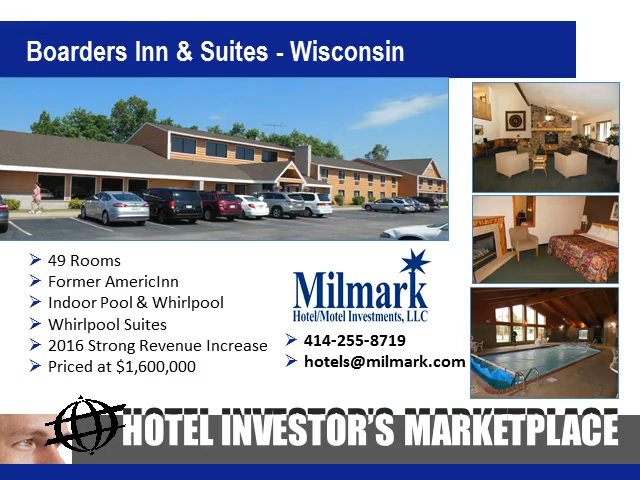 Boarders Inn & Suites - Wisconsin
49 Rooms
Former AmericInn
Indoor Pool & Whirlpool
Whirlpool Suites
2016 Strong Revenue Increase
Priced at $1,600,000
Milmark
Hotel/Motel Investments, LLC
414-255-8719
hotels@milmark.com
HOTEL INVESTOR'S MARKETPLACE